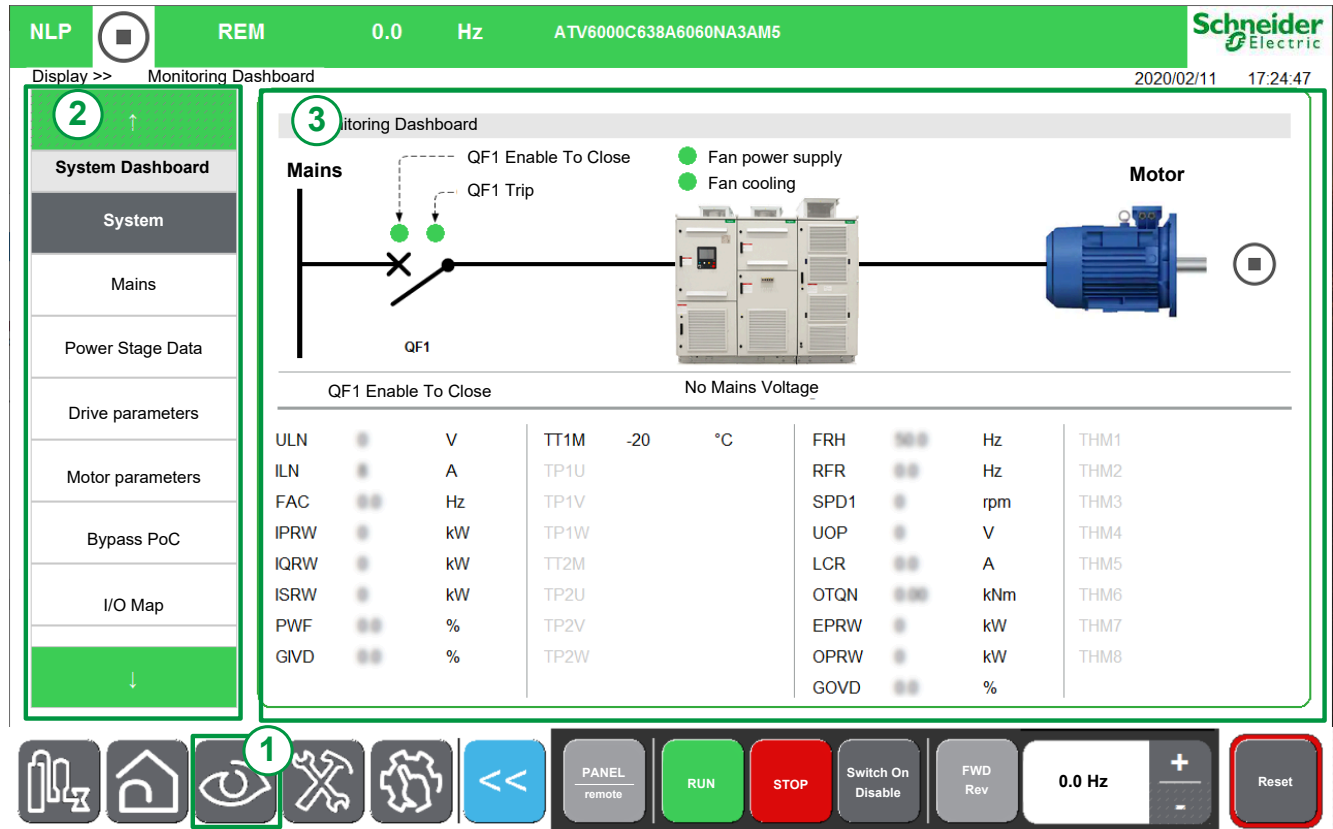 NLP REM 0.0 Hz ATV6000C638A6060NA3AM5 Schneider Electric
Display >> Monitoring Dashboard 2020/02/11 17:24:47
2
↑
System Dashboard
System
Mains
Power Stage Data
Drive parameters
Motor parameters
Bypass PoC
I/O Map
↓
3
itoring Dashboard
Mains
QF1 Enable To Close
QF1 Trip
Fan power supply
Fan cooling
Motor
QF1
QF1 Enable To Close No Mains Voltage
ULN V TT1M -20 °C FRH Hz THM1
ILN A TP1U RFR Hz THM2
FAC Hz TP1V SPD1 rpm THM3
IPRW kW TP1W UOP V THM4
IQRW kW TT2M LCR A THM5
ISRW kW TP2U OTQN kNm THM6
PWF % TP2V EPRW kW THM7
GIVD % TP2W OPRW kW THM8
GOVD %
1
<<
PANEL
remote
RUN
STOP
Switch On
Disable
FWD
Rev
0.0 Hz
+
-
Reset